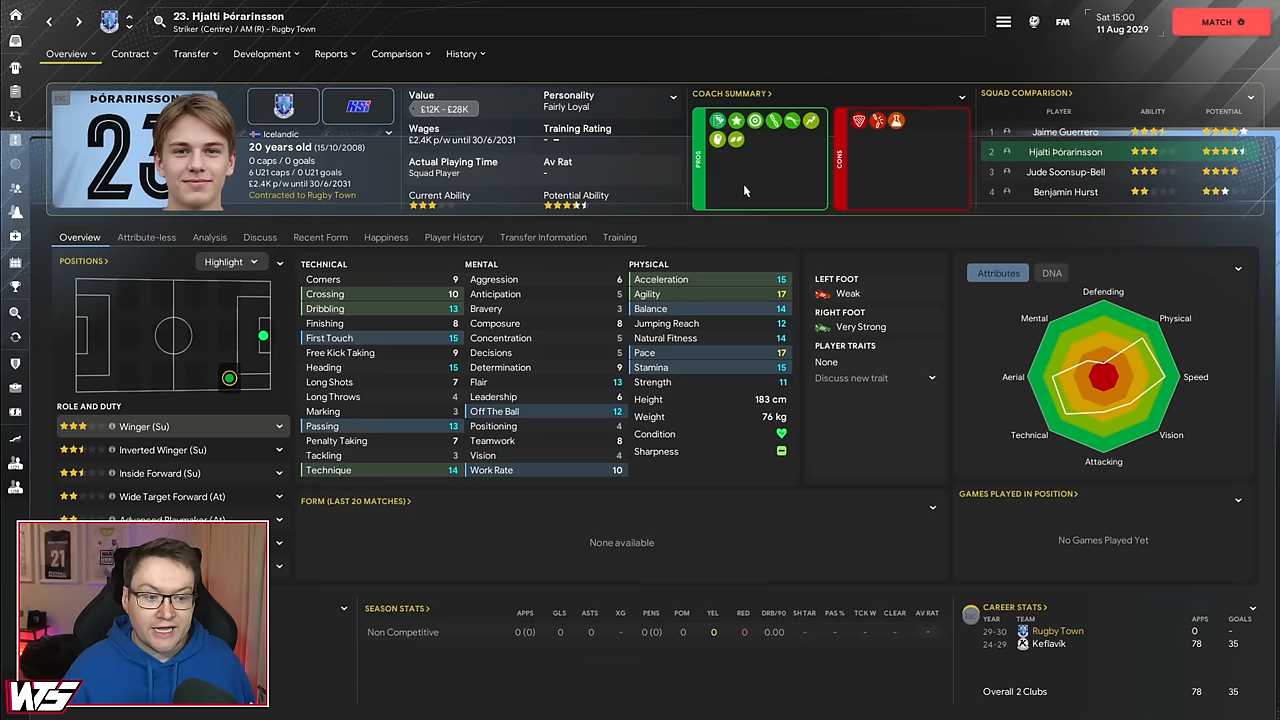 23. Hjalti Þórarinsson
Striker (Centre) / AM (R) - Rugby Town
FM
Sat 15:00
11 Aug 2029
MATCH
Overview
Contract
Transfer
Development
Reports
Comparison
History
ÞÓRARINSSON
23
KSÍ
Icelandic
20 years old (15/10/2008)
0 caps / 0 goals
6 U21 caps / 0 U21 goals
£2.4K p/w until 30/6/2031
Contracted to Rugby Town
Value
£12K - £28K
Wages
£2.4K p/w until 30/6/2031
Actual Playing Time
Squad Player
Current Ability
Personality
Fairly Loyal
Training Rating
- -
Av Rat
-
Potential Ability
COACH SUMMARY >
PROS
CONS
SQUAD COMPARISON >
PLAYER ABILITY POTENTIAL
1 Jaime Guerrero
2 Hjalti Þórarinsson
3 Jude Soonsup-Bell
4 Benjamin Hurst
Overview
Attribute-less
Analysis
Discuss
Recent Form
Happiness
Player History
Transfer Information
Training
POSITIONS >
Highlight
ROLE AND DUTY
Winger (Su)
Inverted Winger (Su)
Inside Forward (Su)
Wide Target Forward (At)
Advanced Playmaker (At)
TECHNICAL
Corners 9
Crossing 10
Dribbling 13
Finishing 8
First Touch 15
Free Kick Taking 9
Heading 15
Long Shots 7
Long Throws 4
Marking 3
Passing 13
Penalty Taking 7
Tackling 3
Technique 14
MENTAL
Aggression 6
Anticipation 5
Bravery 3
Composure 8
Concentration 5
Decisions 5
Determination 9
Flair 13
Leadership 6
Off The Ball 12
Positioning 4
Teamwork 8
Vision 4
Work Rate 10
PHYSICAL
Acceleration 15
Agility 17
Balance 14
Jumping Reach 12
Natural Fitness 14
Pace 17
Stamina 15
Strength 11
Height 183 cm
Weight 76 kg
Condition
Sharpness
LEFT FOOT
Weak
RIGHT FOOT
Very Strong
PLAYER TRAITS
None
Discuss new trait
Attributes
DNA
Defending
Physical
Speed
Vision
Attacking
Technical
Aerial
Mental
FORM (LAST 20 MATCHES) >
None available
GAMES PLAYED IN POSITION >
No Games Played Yet
SEASON STATS >
APPS GLS ASTS XG PENS POM YEL RED DRB/90 SH TAR PAS % TCK W CLEAR AV RAT
Non Competitive 0 (0) 0 0 - 0 (0) 0 0 0 0.00 - - - - -
CAREER STATS >
YEAR TEAM APPS GOALS
29-30 Rugby Town 0 -
24-29 Keflavík 78 35
Overall 2 Clubs 78 35
21
WTS